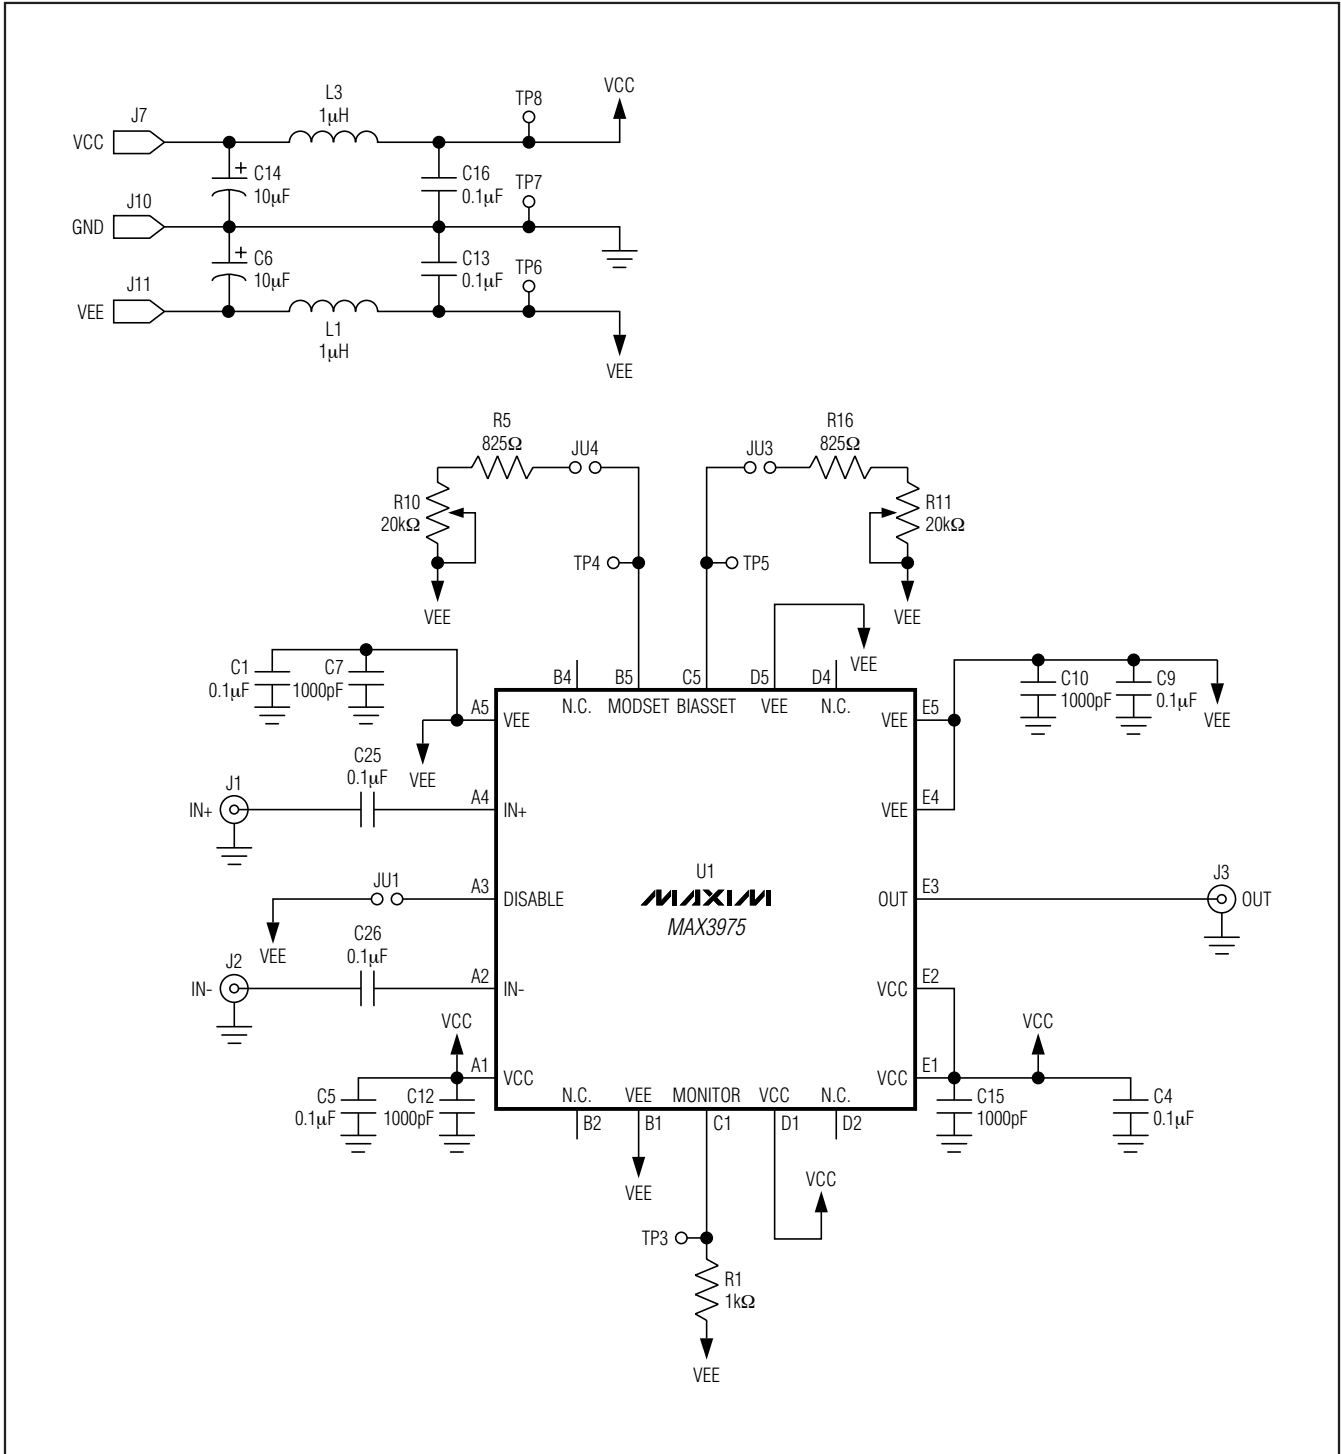 L3
1µH
VCC
TP8
J7
VCC
C14
10µF
C16
0.1µF
TP7
J10
GND
C6
10µF
C13
0.1µF
TP6
J11
VEE
L1
1µH
VEE
R5
825Ω
JU4
JU3
R16
825Ω
R10
20kΩ
R11
20kΩ
TP4
TP5
VEE
VEE
C1
0.1µF
C7
1000pF
VEE
B4
B5
C5
D5
D4
N.C.
MODSET
BIASSET
VEE
N.C.
C10
1000pF
C9
0.1µF
A5
VEE
VEE
E5
VEE
VEE
C25
0.1µF
J1
IN+
A4
IN+
VEE
E4
JU1
A3
DISABLE
VEE
U1
MAXIM
MAX3975
OUT
E3
J3
OUT
C26
0.1µF
J2
IN-
A2
IN-
VCC
E2
VCC
A1
VCC
VCC
E1
VCC
C5
0.1µF
C12
1000pF
N.C.
VEE
MONITOR
VCC
N.C.
B2
B1
C1
D1
D2
C15
1000pF
C4
0.1µF
VEE
VCC
TP3
R1
1kΩ
VEE